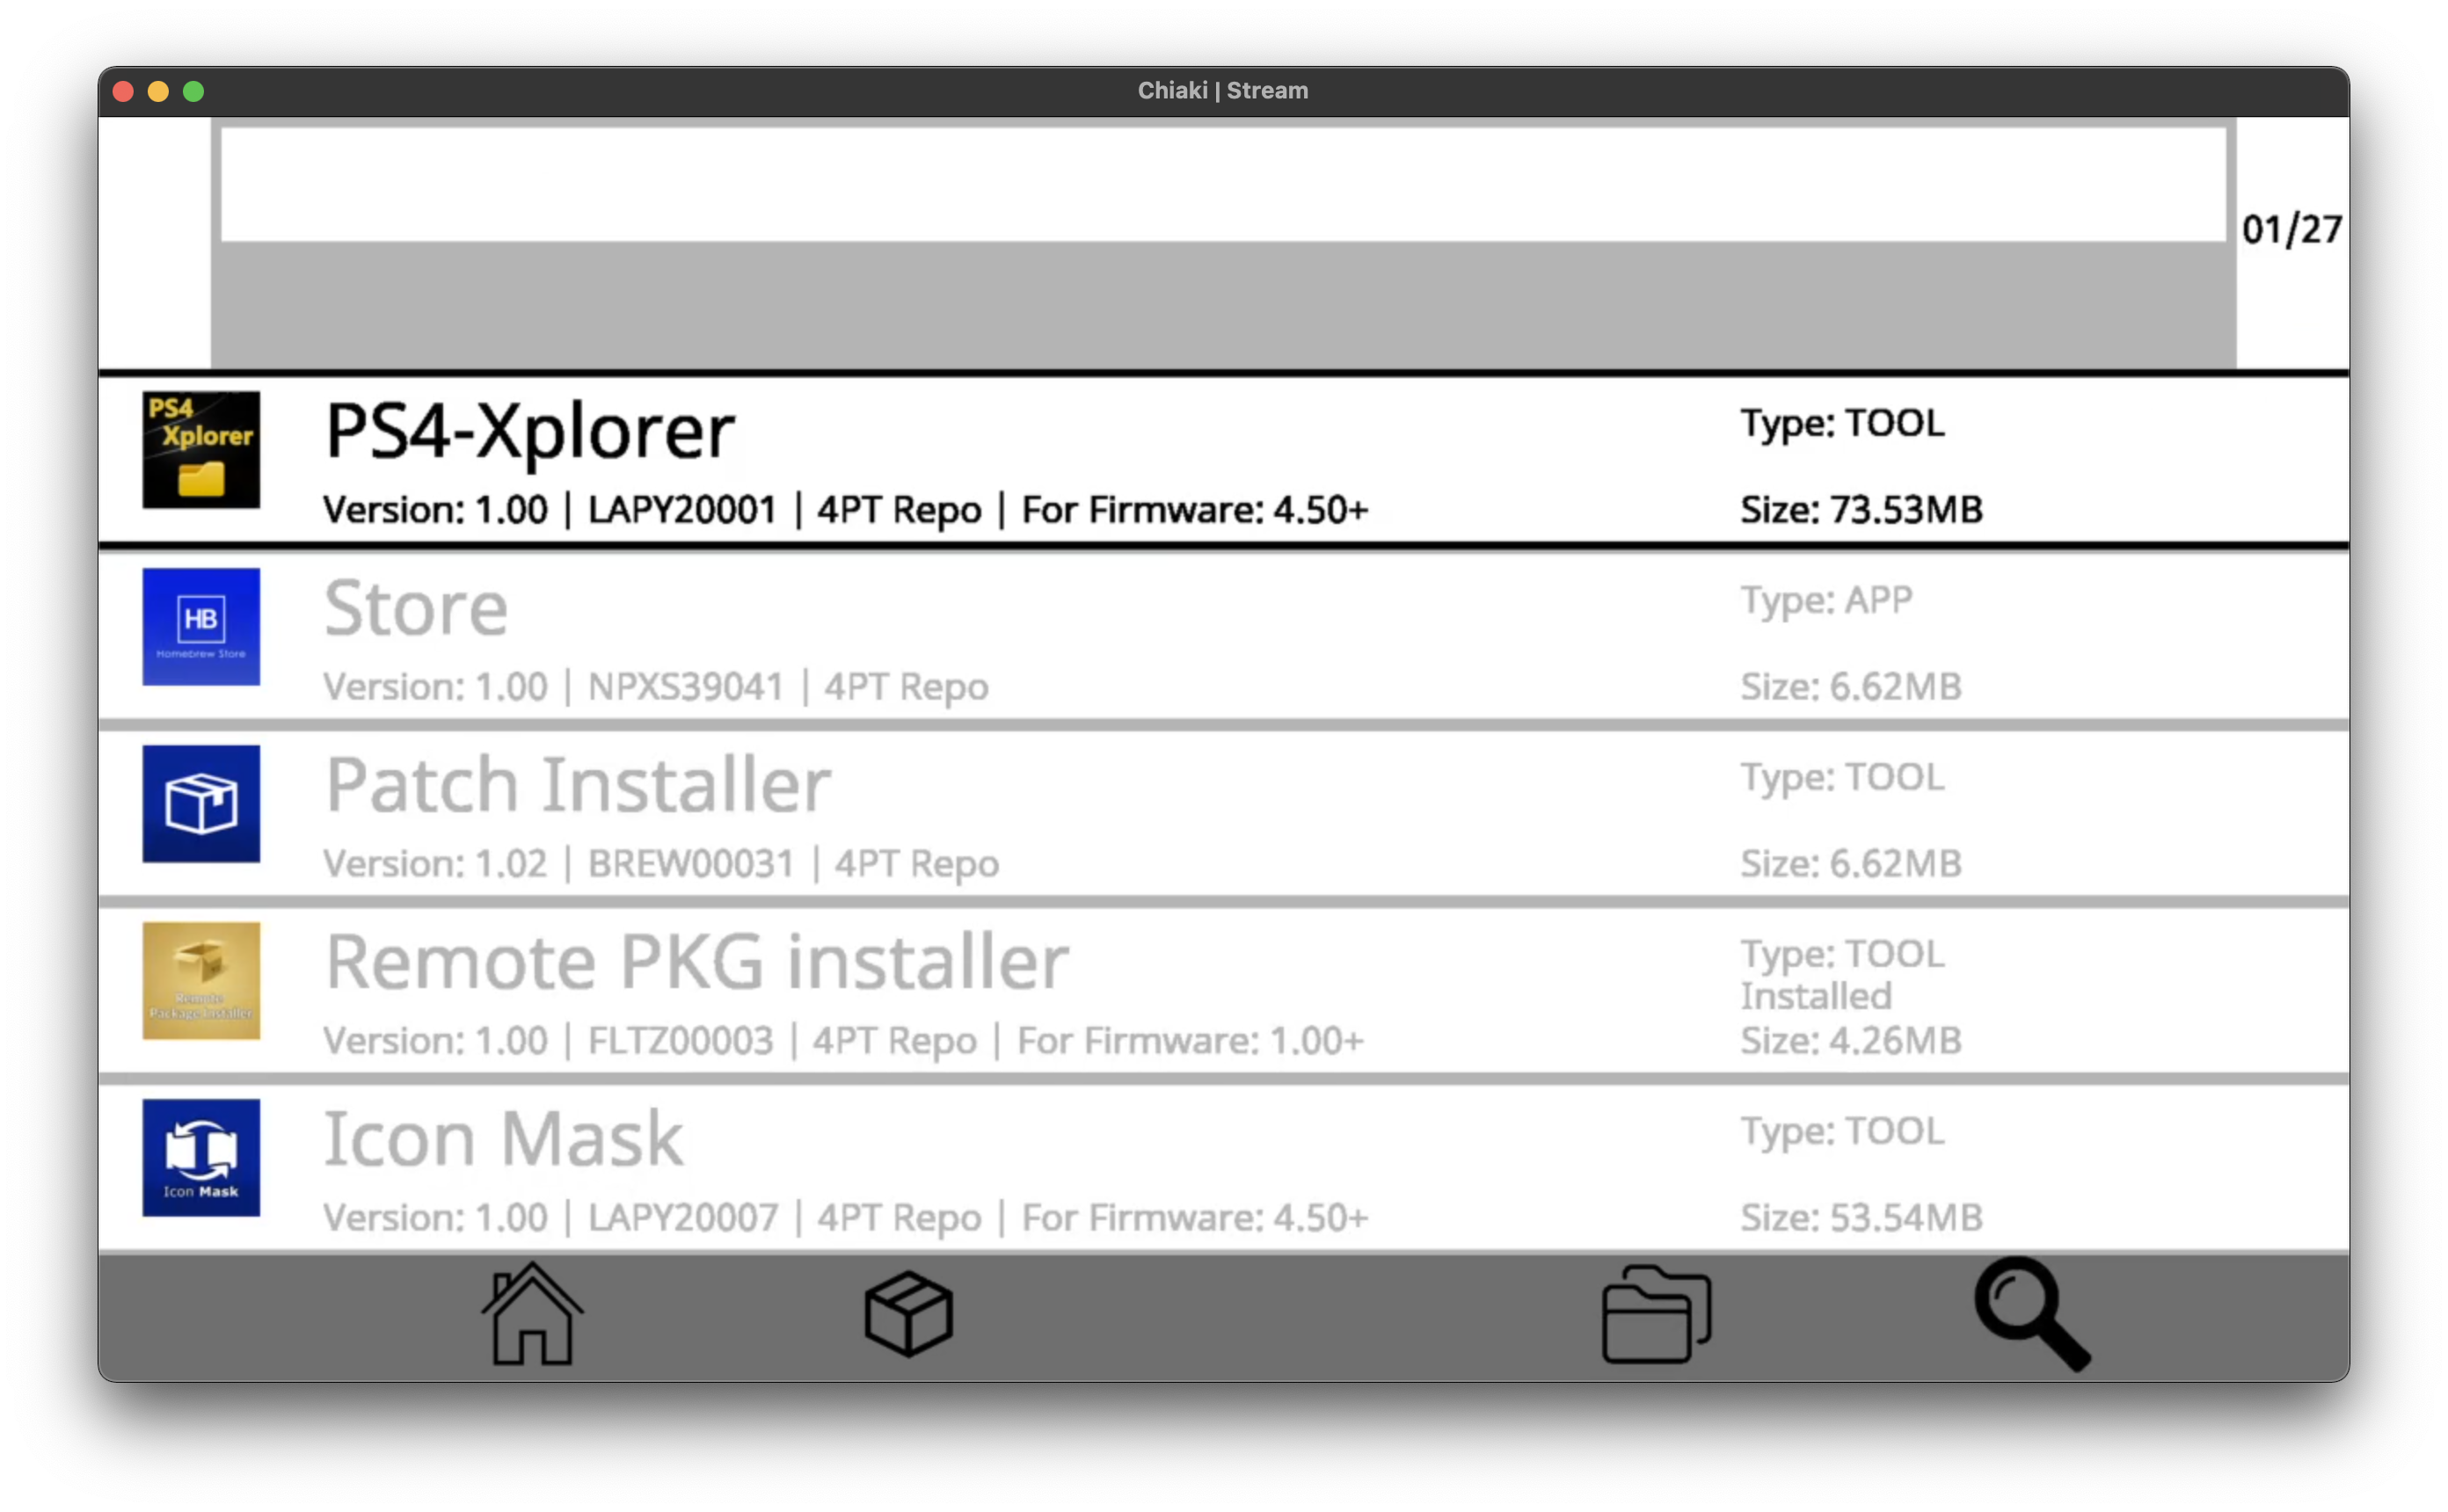 Chiaki | Stream
01/27
PS4
Xplorer
PS4-Xplorer
Type: TOOL
Version: 1.00 | LAPY20001 | 4PT Repo | For Firmware: 4.50+
Size: 73.53MB
HB
Homebrew Store
Store
Type: APP
Version: 1.00 | NPXS39041 | 4PT Repo
Size: 6.62MB
Patch Installer
Type: TOOL
Version: 1.02 | BREW00031 | 4PT Repo
Size: 6.62MB
Remote
Package Installer
Remote PKG installer
Type: TOOL
Installed
Version: 1.00 | FLTZ00003 | 4PT Repo | For Firmware: 1.00+
Size: 4.26MB
Icon Mask
Icon Mask
Type: TOOL
Version: 1.00 | LAPY20007 | 4PT Repo | For Firmware: 4.50+
Size: 53.54MB